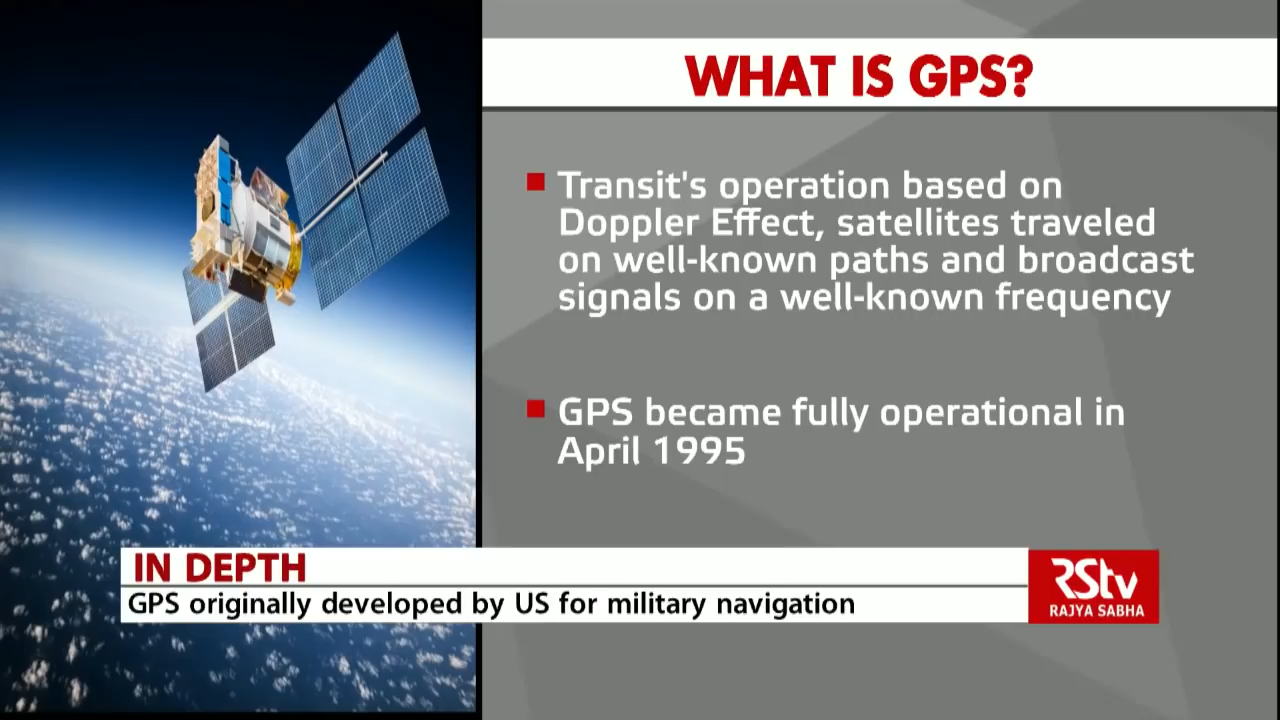 WHAT IS GPS?
Transit's operation based on
Doppler Effect, satellites traveled
on well-known paths and broadcast
signals on a well-known frequency
GPS became fully operational in
April 1995
IN DEPTH
GPS originally developed by US for military navigation
RStv
RAJYA SABHA